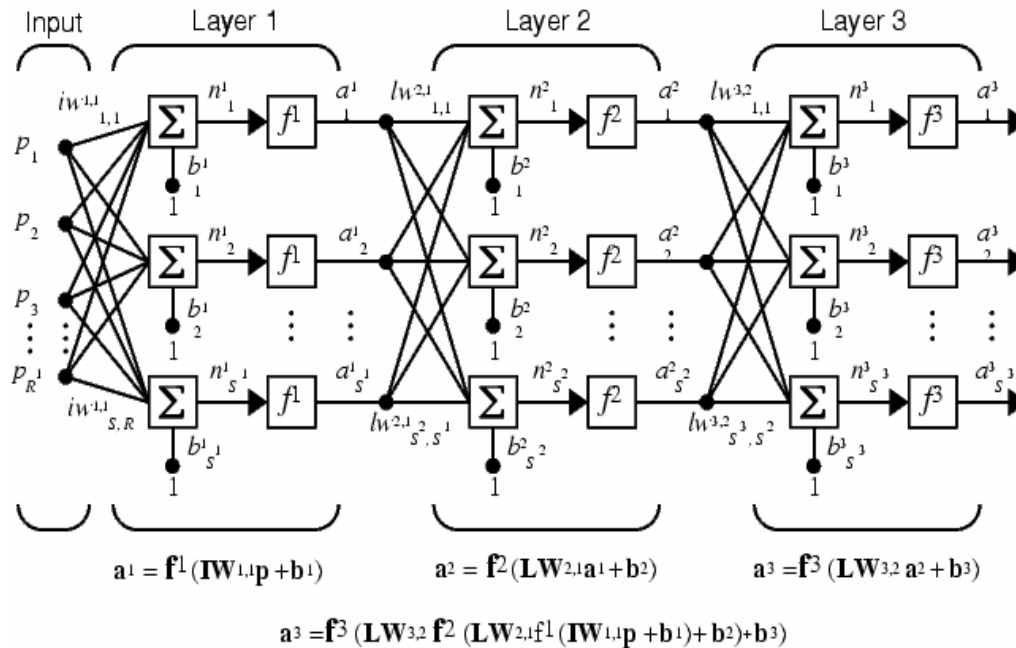 Input Layer 1 Layer 2 Layer 3
iw1,1 1,1 n1 1 a1 1 lw2,1 1,1 n2 1 a2 1 lw3,2 1,1 n3 1 a3 1
Σ f1 Σ f2 Σ f3
p1
b1 1 b2 1 b3 1
1 1 1
p2
n1 2 a1 2 n2 2 a2 2 n3 2 a3 2
Σ f1 Σ f2 Σ f3
p3
b1 2 b2 2 b3 2
1 1 1
pR1
n1 s1 a1 s1 n2 s2 a2 s2 n3 s3 a3 s3
Σ f1 Σ f2 Σ f3
iw1,1 s,R lw2,1 s2,s1 lw3,2 s3,s2
b1 s1 b2 s2 b3 s3
1 1 1
a1 = f1 (IW1,1p + b1) a2 = f2 (LW2,1a1 + b2) a3 =f3 (LW3,2 a2 + b3)
a3 =f3 (LW3,2 f2 (LW2,1f1 (IW1,1p + b1)+ b2)+ b3)